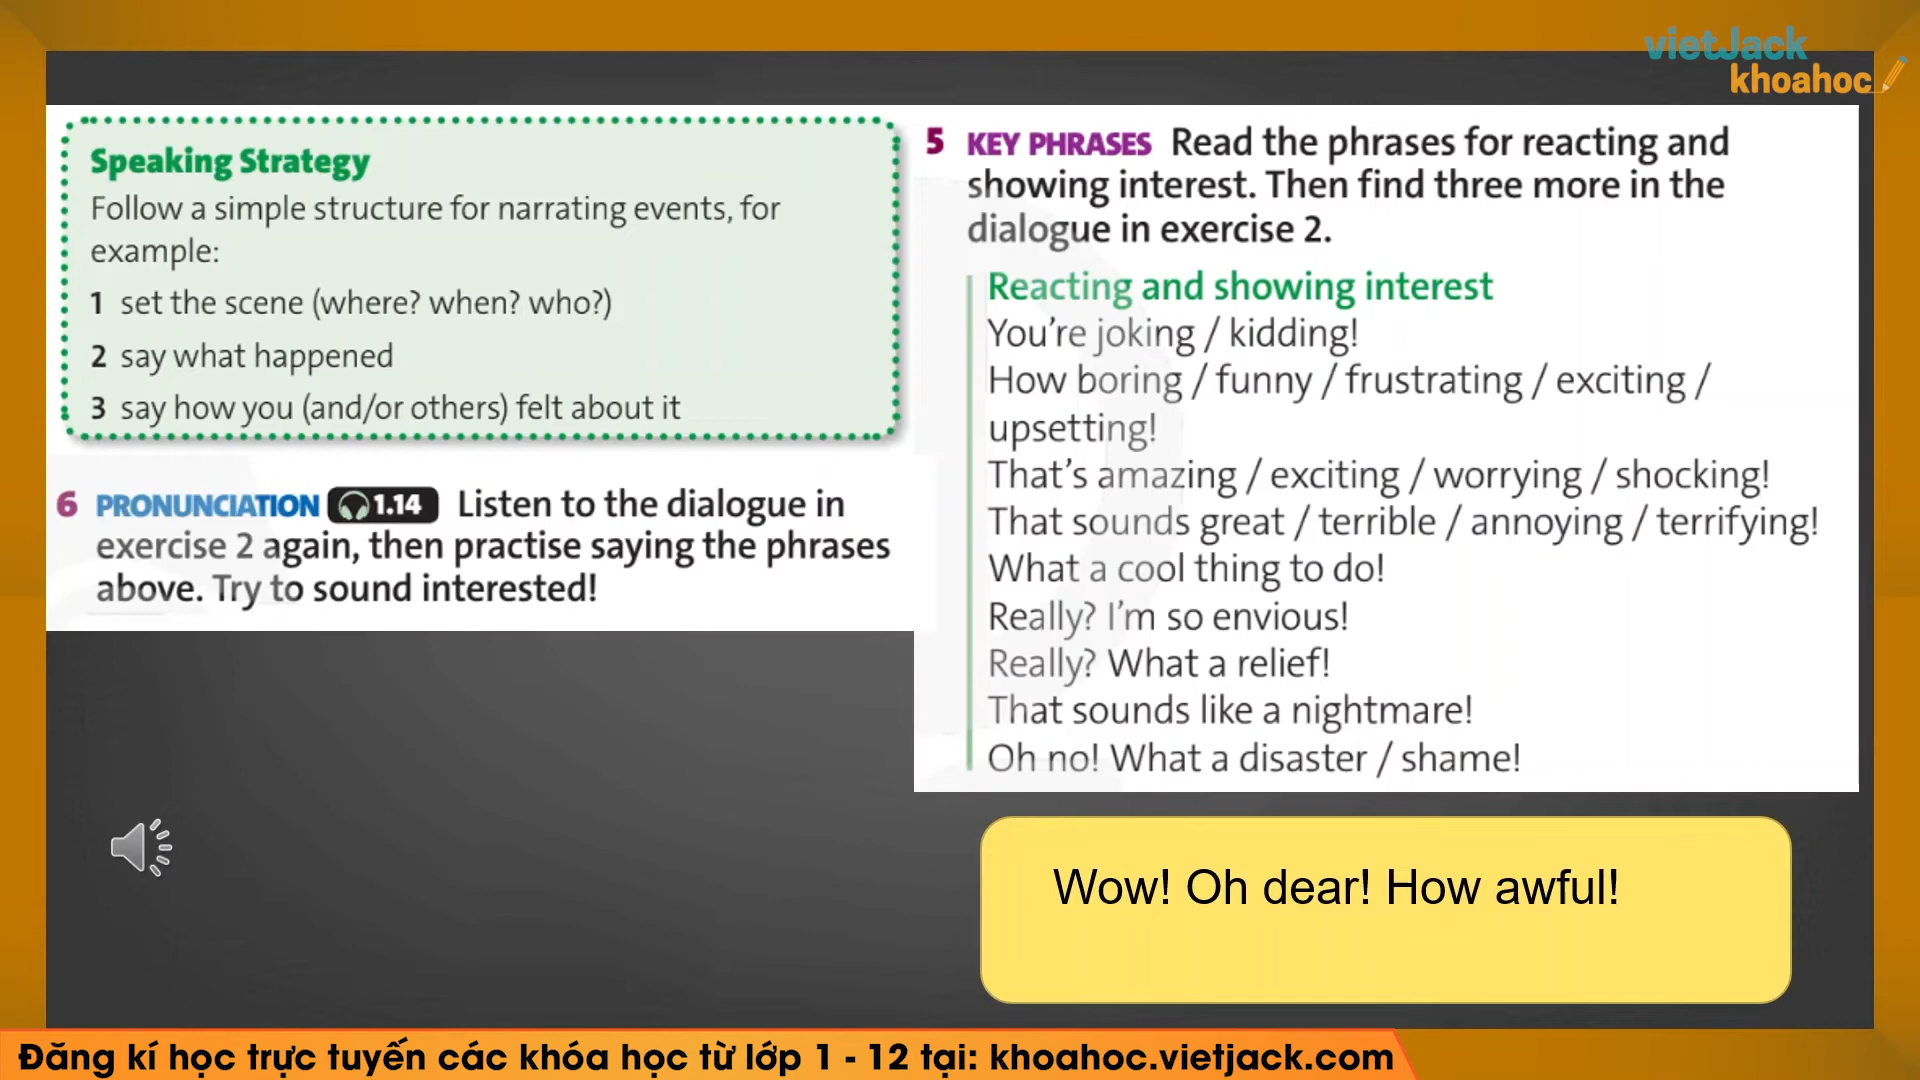 vietJack
khoahoc
Speaking Strategy
Follow a simple structure for narrating events, for
example:
1 set the scene (where? when? who?)
2 say what happened
3 say how you (and/or others) felt about it
6 PRONUNCIATION 1.14 Listen to the dialogue in
exercise 2 again, then practise saying the phrases
above. Try to sound interested!
5 KEY PHRASES Read the phrases for reacting and
showing interest. Then find three more in the
dialogue in exercise 2.
Reacting and showing interest
You're joking / kidding!
How boring / funny / frustrating / exciting /
upsetting!
That's amazing / exciting / worrying / shocking!
That sounds great / terrible / annoying / terrifying!
What a cool thing to do!
Really? I'm so envious!
Really? What a relief!
That sounds like a nightmare!
Oh no! What a disaster / shame!
Wow! Oh dear! How awful!
Đăng kí học trực tuyến các khóa học từ lớp 1 - 12 tại: khoahoc.vietjack.com